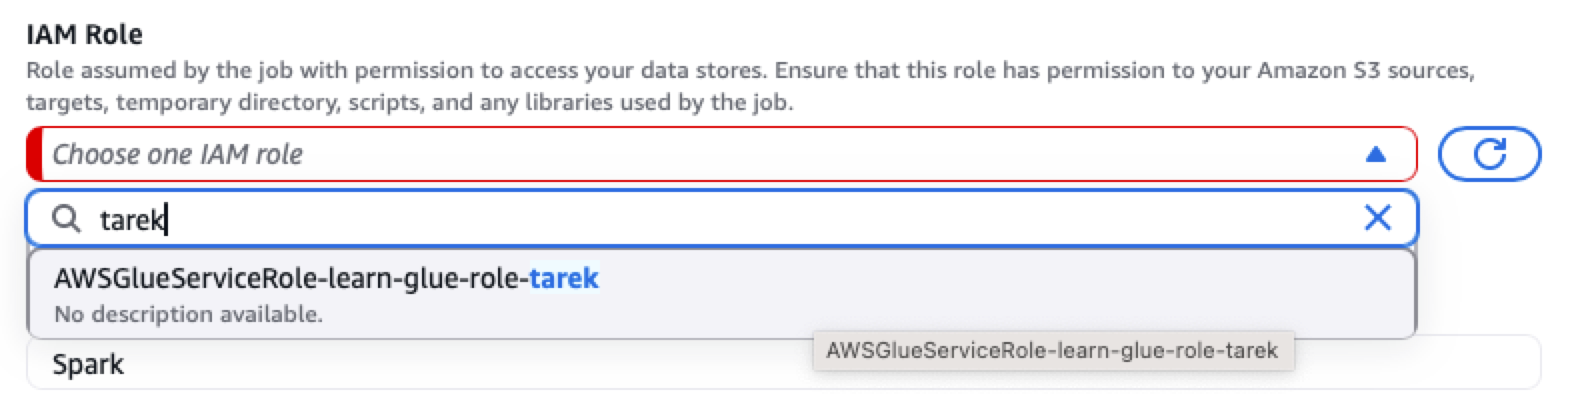 IAM Role
Role assumed by the job with permission to access your data stores. Ensure that this role has permission to your Amazon S3 sources,
targets, temporary directory, scripts, and any libraries used by the job.
Choose one IAM role
tarek
AWSGlueServiceRole-learn-glue-role-tarek
No description available.
AWSGlueServiceRole-learn-glue-role-tarek
Spark